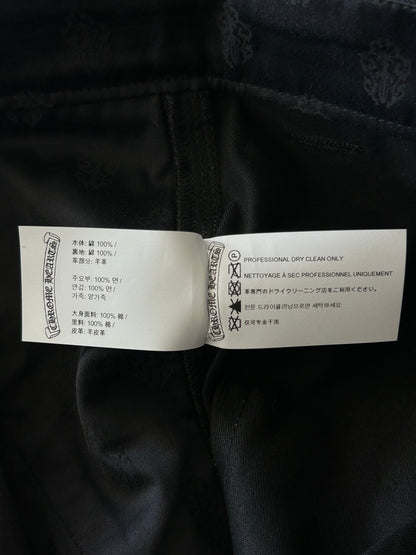 CHROME HEARTS
本体: 綿 100% /
裏地: 綿 100% /
革部分: 羊革
주요부: 100% 면 /
안감: 100% 면 /
가죽: 양가죽
大身面料: 100% 棉 /
里料: 100% 棉 /
皮革: 羊皮革
CHROME HEARTS
P
PROFESSIONAL DRY CLEAN ONLY
NETTOYAGE À SEC PROFESSIONNEL UNIQUEMENT
革専門のドライクリーニング店をご利用ください。
전문 드라이클리닝으로만 세탁하세요
仅可专业干洗